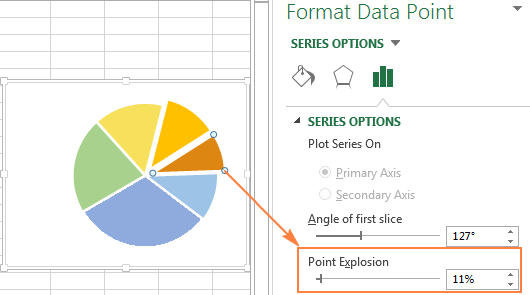 Format Data Point
SERIES OPTIONS
SERIES OPTIONS
Plot Series On
Primary Axis
Secondary Axis
Angle of first slice
127°
Point Explosion
11%